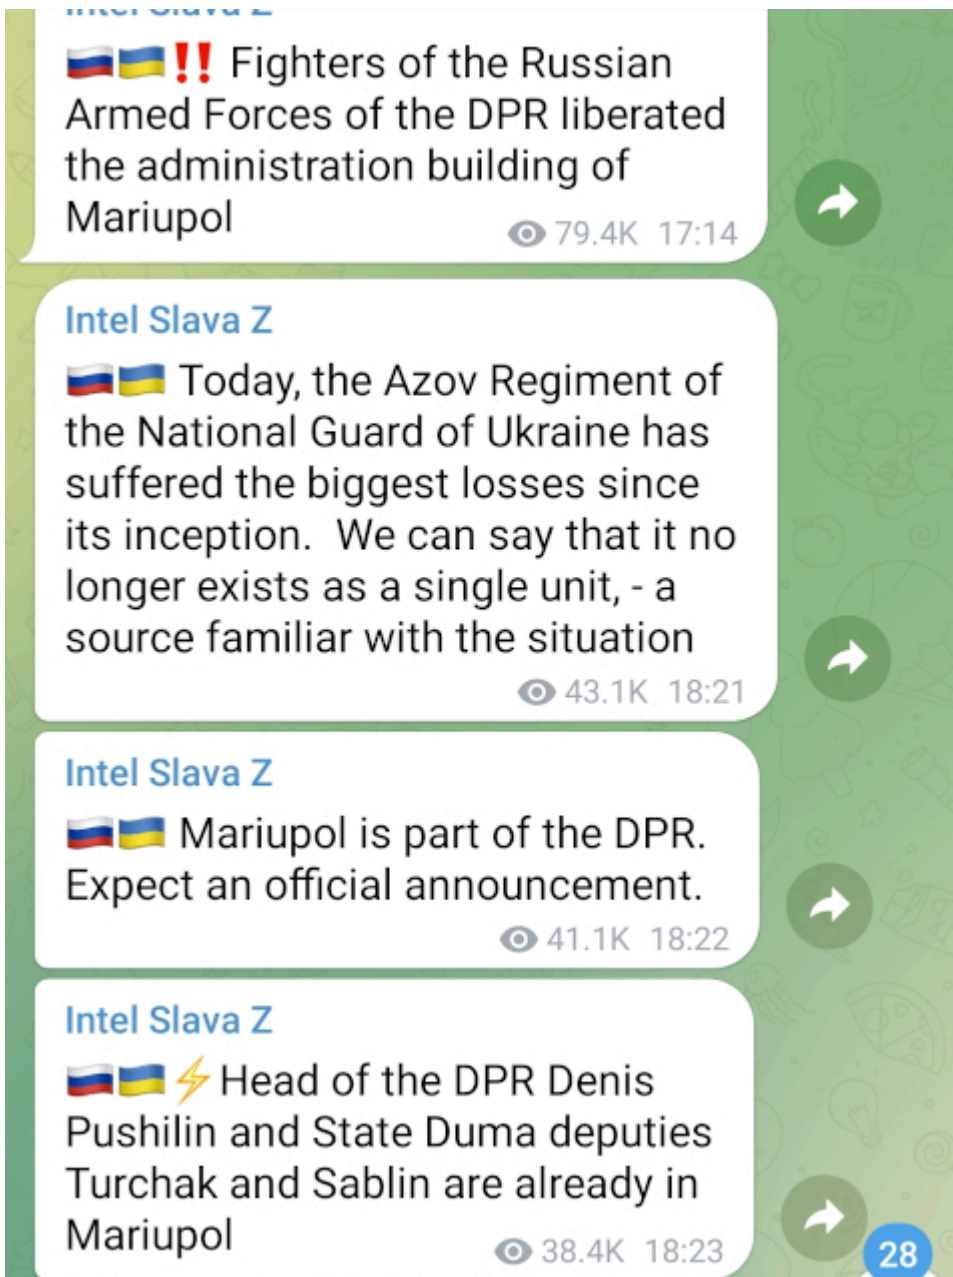 Intel Slava Z
🇷🇺🇺🇦‼️ Fighters of the Russian
Armed Forces of the DPR liberated
the administration building of
Mariupol
79.4K 17:14
Intel Slava Z
🇷🇺🇺🇦 Today, the Azov Regiment of
the National Guard of Ukraine has
suffered the biggest losses since
its inception.  We can say that it no
longer exists as a single unit, - a
source familiar with the situation
43.1K 18:21
Intel Slava Z
🇷🇺🇺🇦 Mariupol is part of the DPR.
Expect an official announcement.
41.1K 18:22
Intel Slava Z
🇷🇺🇺🇦⚡ Head of the DPR Denis
Pushilin and State Duma deputies
Turchak and Sablin are already in
Mariupol
38.4K 18:23
28